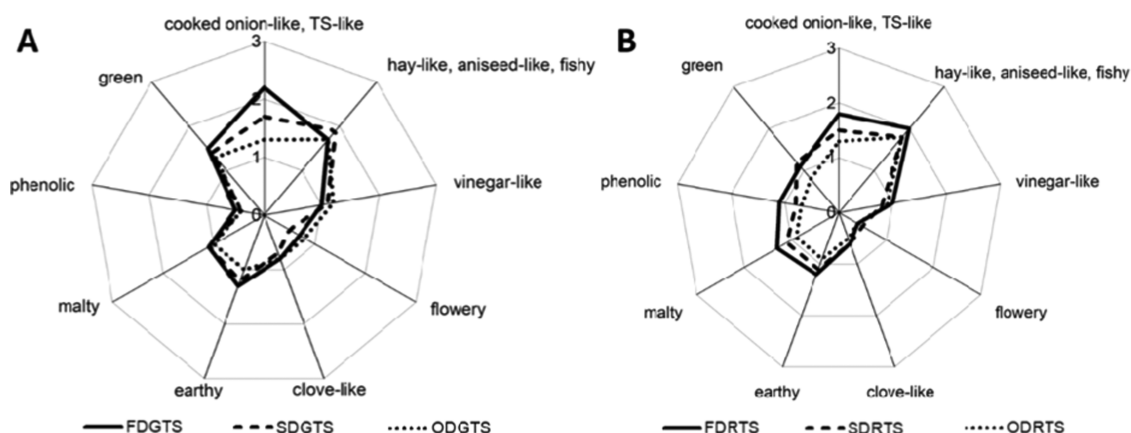 A
cooked onion-like, TS-like
3
hay-like, aniseed-like, fishy
green
2
1
phenolic
vinegar-like
0
malty
flowery
earthy
clove-like
FDGTS
SDGTS
ODGTS
B
cooked onion-like, TS-like
3
hay-like, aniseed-like, fishy
green
2
1
phenolic
vinegar-like
0
malty
flowery
earthy
clove-like
FDRTS
SDRTS
ODRTS